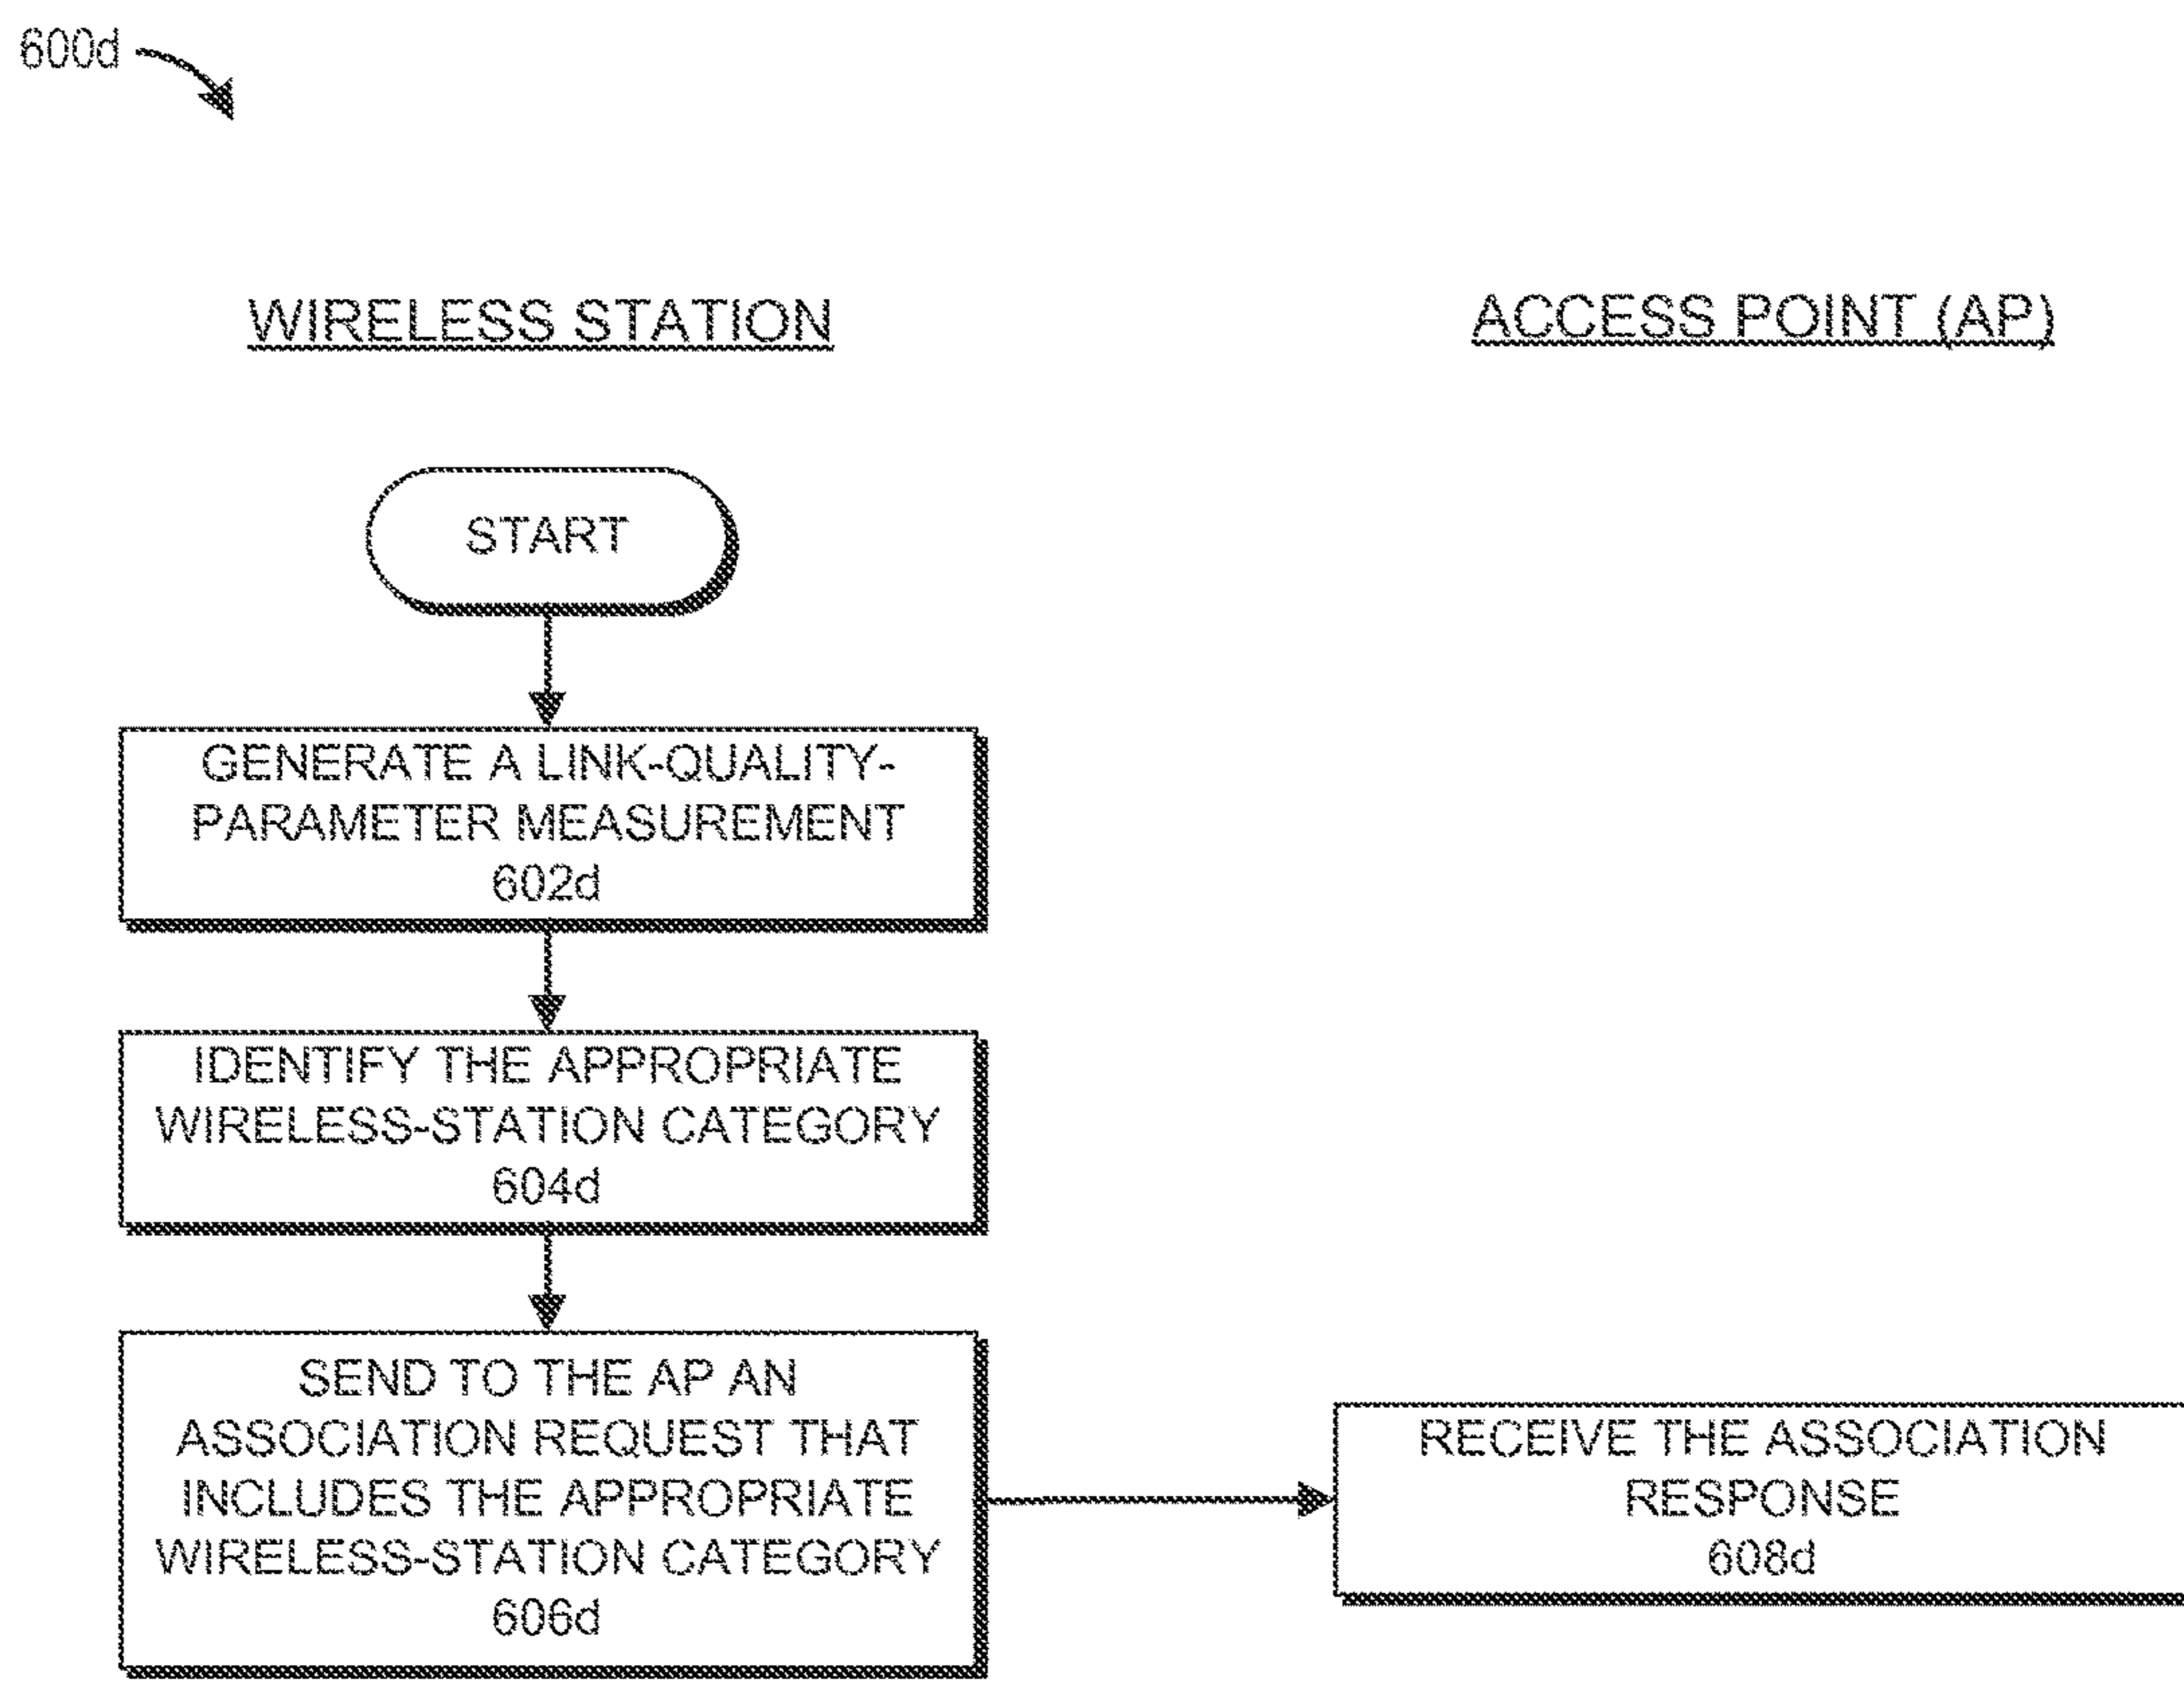 600d
WIRELESS STATION
ACCESS POINT (AP)
START
GENERATE A LINK-QUALITY-
PARAMETER MEASUREMENT
602d
IDENTIFY THE APPROPRIATE
WIRELESS-STATION CATEGORY
604d
SEND TO THE AP AN
ASSOCIATION REQUEST THAT
INCLUDES THE APPROPRIATE
WIRELESS-STATION CATEGORY
606d
RECEIVE THE ASSOCIATION
RESPONSE
608d